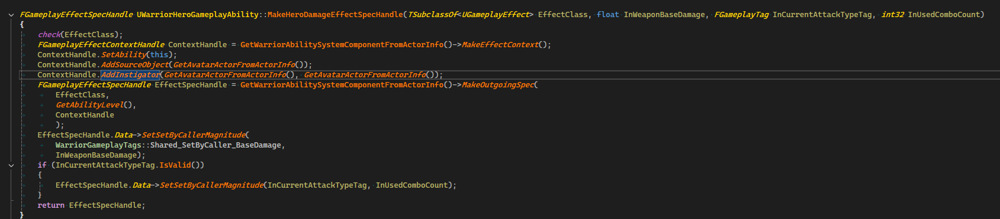 FGameplayEffectSpecHandle UWarriorHeroGameplayAbility::MakeHeroDamageEffectSpecHandle(TSubclassOf<UGameplayEffect> EffectClass, float InWeaponBaseDamage, FGameplayTag InCurrentAttackTypeTag, int32 InUsedComboCount)
{
check(EffectClass);
FGameplayEffectContextHandle ContextHandle = GetWarriorAbilitySystemComponentFromActorInfo()->MakeEffectContext();
ContextHandle.SetAbility(this);
ContextHandle.AddSourceObject(GetAvatarActorFromActorInfo());
ContextHandle.AddInstigator(GetAvatarActorFromActorInfo(), GetAvatarActorFromActorInfo());
FGameplayEffectSpecHandle EffectSpecHandle = GetWarriorAbilitySystemComponentFromActorInfo()->MakeOutgoingSpec(
EffectClass,
GetAbilityLevel(),
ContextHandle
);
EffectSpecHandle.Data->SetSetByCallerMagnitude(
WarriorGameplayTags::Shared_SetByCaller_BaseDamage,
InWeaponBaseDamage);
if (InCurrentAttackTypeTag.IsValid())
{
EffectSpecHandle.Data->SetSetByCallerMagnitude(InCurrentAttackTypeTag, InUsedComboCount);
}
return EffectSpecHandle;
}